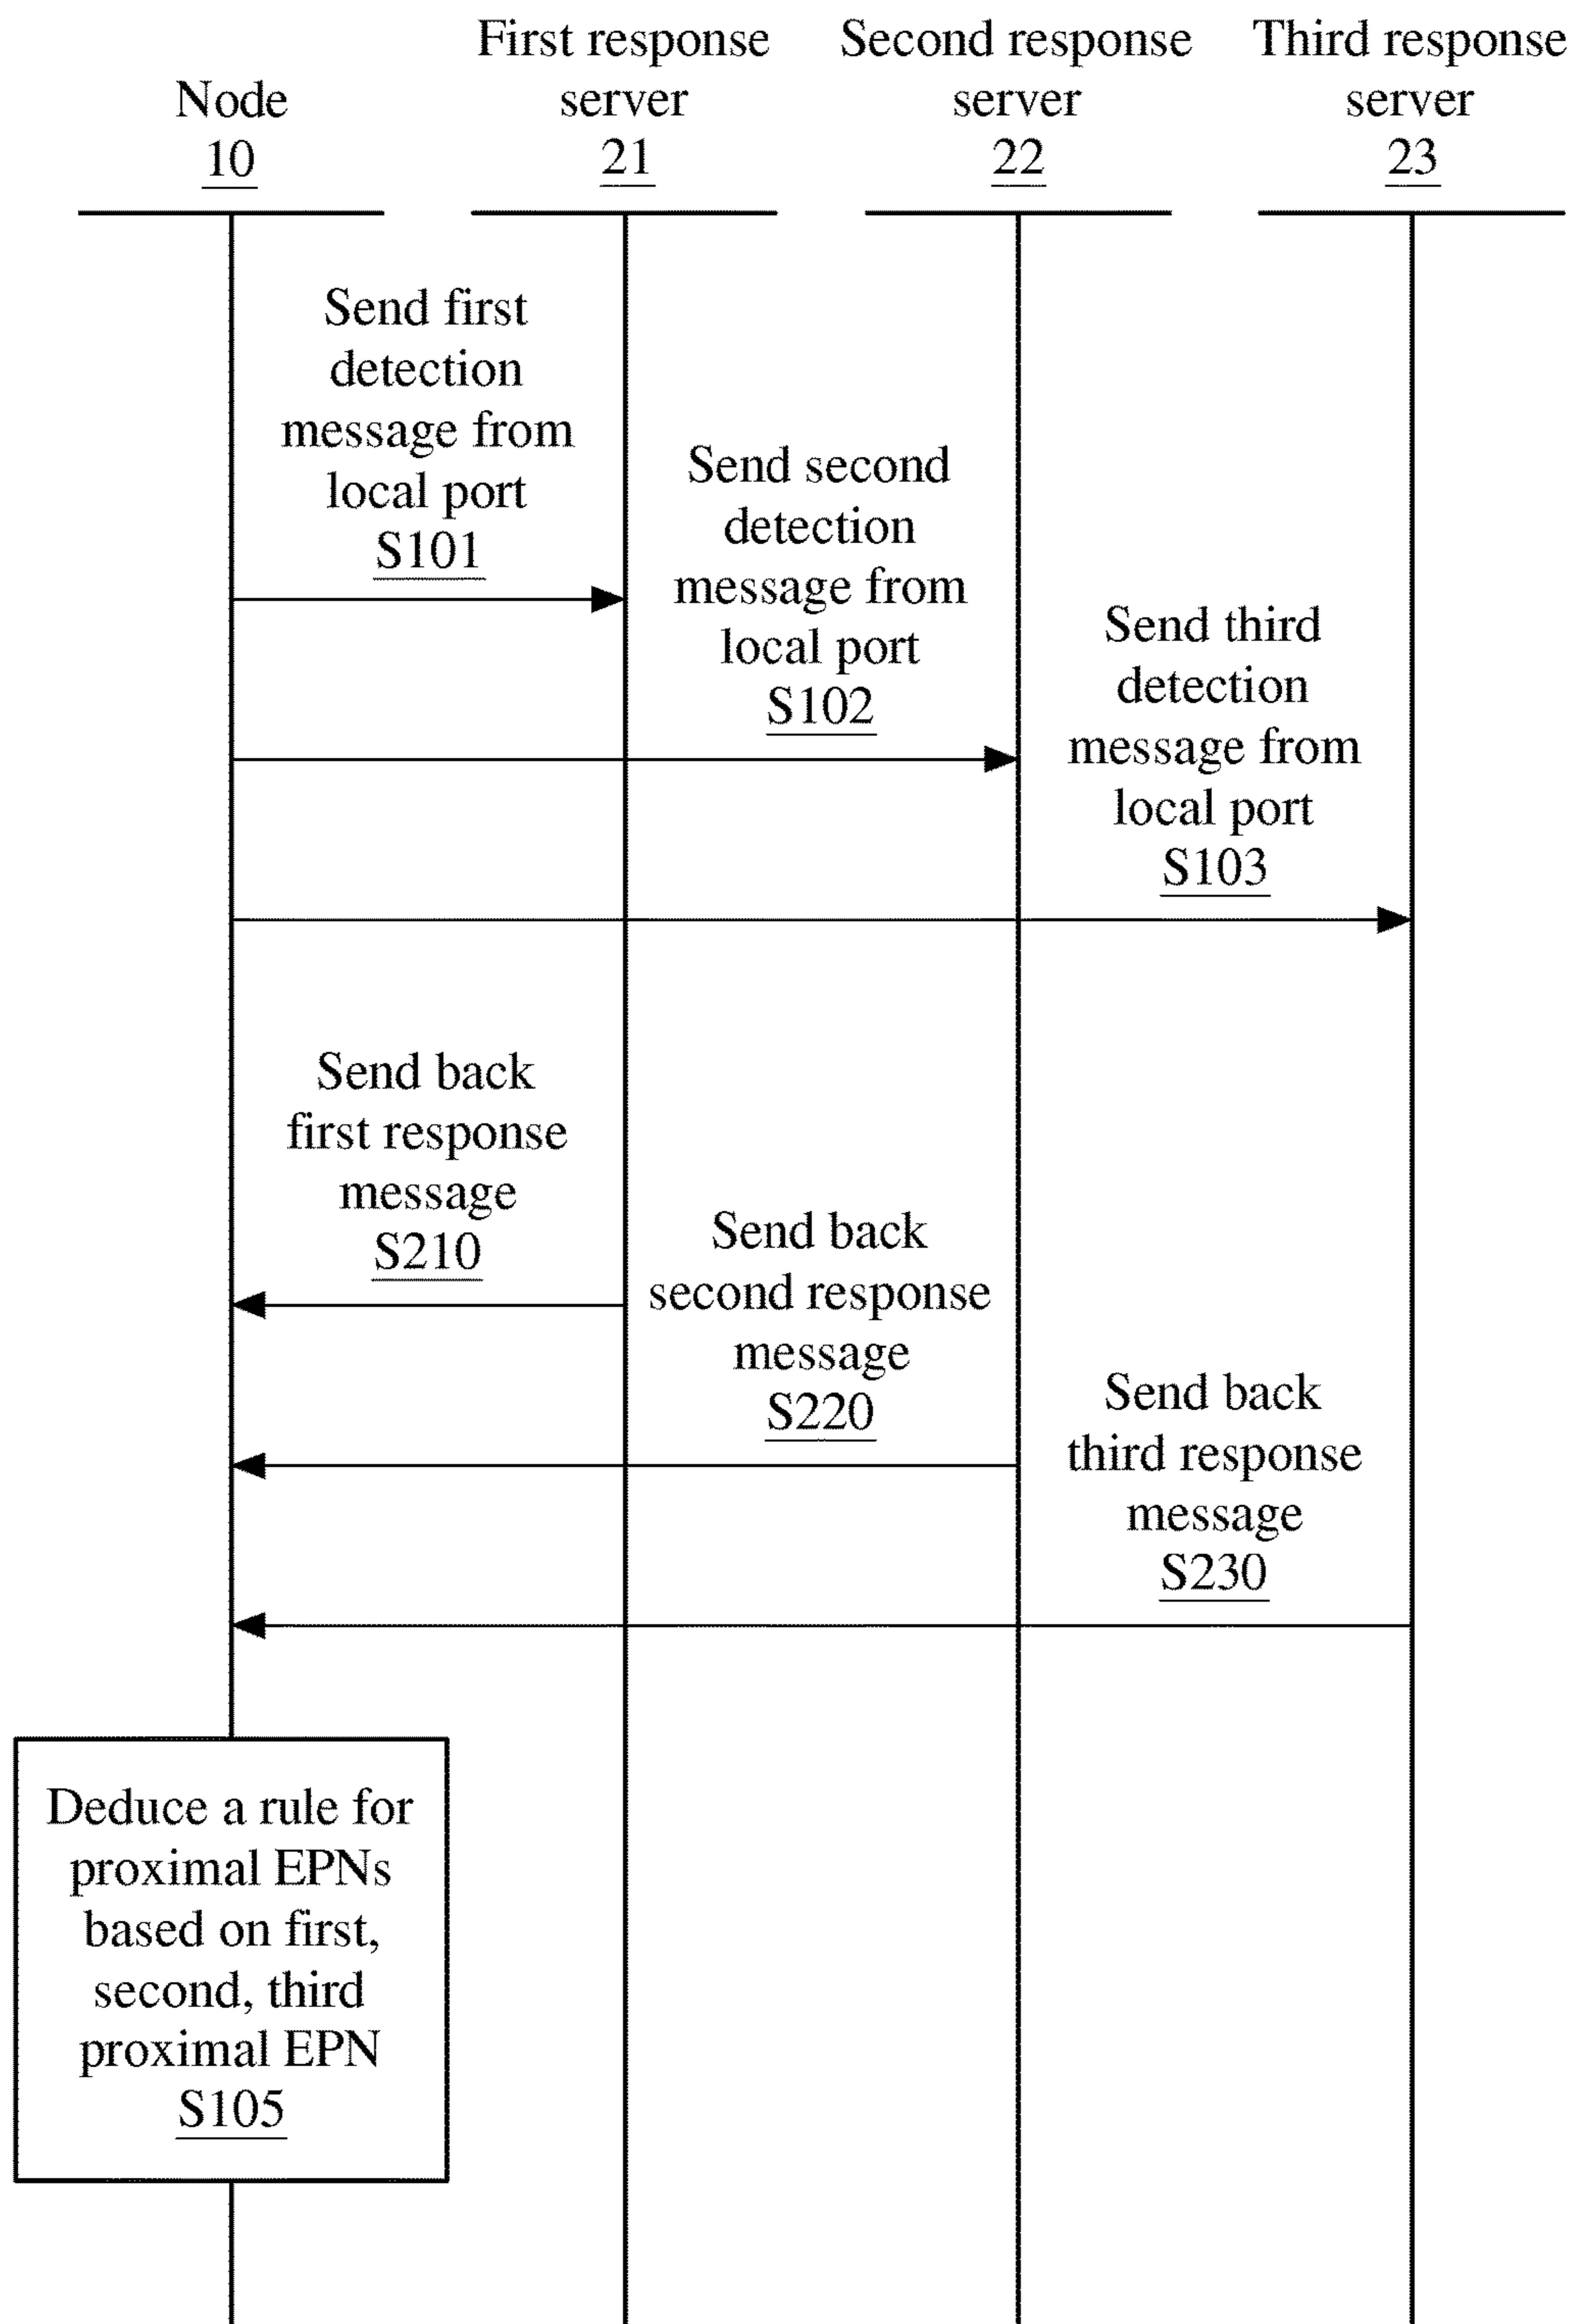 Node
10
First response
server
21
Second response
server
22
Third response
server
23
Send first
detection
message from
local port
S101
Send second
detection
message from
local port
S102
Send third
detection
message from
local port
S103
Send back
first response
message
S210
Send back
second response
message
S220
Send back
third response
message
S230
Deduce a rule for
proximal EPNs
based on first,
second, third
proximal EPN
S105